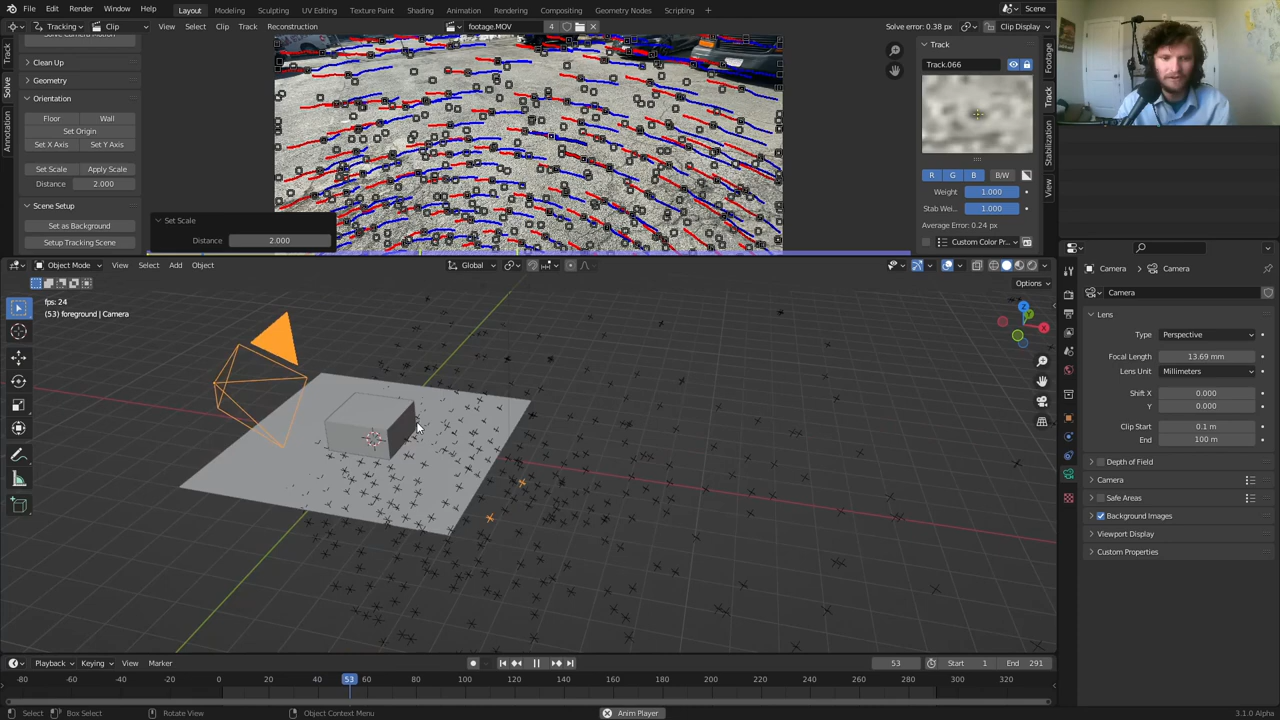 File Edit Render Window Help
Layout Modeling Sculpting UV Editing Texture Paint Shading Animation Rendering Compositing Geometry Nodes Scripting
Scene
Tracking Clip
View Select Clip Track Reconstruction
footage.MOV 4
Solve error: 0.38 px
Clip Display
Clean Up
Geometry
Orientation
Floor Wall
Set Origin
Set X Axis Set Y Axis
Set Scale Apply Scale
Distance 2.000
Scene Setup
Set as Background
Setup Tracking Scene
Track
Solve
Annotation
Set Scale
Distance 2.000
Track
Track.066
R G B B/W
Weight 1.000
Stab Wei... 1.000
Average Error: 0.24 px
Custom Color Pr...
Footage
Track
Stabilization
View
Object Mode View Select Add Object
Global
Options
fps: 24
(53) foreground | Camera
Z
X
Camera Camera
Camera
Lens
Type Perspective
Focal Length 13.69 mm
Lens Unit Millimeters
Shift X 0.000
Y 0.000
Clip Start 0.1 m
End 100 m
Depth of Field
Camera
Safe Areas
Background Images
Viewport Display
Custom Properties
Playback Keying View Marker
53 Start 1 End 291
-80 -60 -40 -20 0 20 40 53 60 80 100 120 140 160 180 200 220 240 260 280 300 320
Select Box Select Rotate View Object Context Menu
Anim Player
3.1.0 Alpha